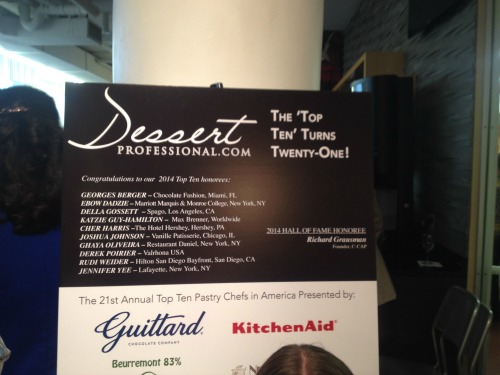 Dessert
PROFESSIONAL.COM
THE 'TOP
TEN' TURNS
TWENTY-ONE!
Congratulations to our 2014 Top Ten honorees:
GEORGES BERGER – Chocolate Fashion, Miami, FL
EBOW DADZIE – Marriott Marquis & Monroe College, New York, NY
DELLA GOSSETT – Spago, Los Angeles, CA
KATZIE GUY-HAMILTON – Max Brenner, Worldwide
CHER HARRIS –The Hotel Hershey, Hershey, PA
JOSHUA JOHNSON – Vanille Patisserie, Chicago, IL
GHAYA OLIVEIRA – Restaurant Daniel, New York, NY
DEREK POIRIER – Valrhona USA
RUDI WEIDER – Hilton San Diego Bayfront, San Diego, CA
JENNIFER YEE – Lafayette, New York, NY
2014 HALL OF FAME HONOREE
Richard Grausman
Founder, C-CAP
The 21st Annual Top Ten Pastry Chefs in America Presented by:
Guittard.
CHOCOLATE COMPANY
KitchenAid®
Beurremont 83%